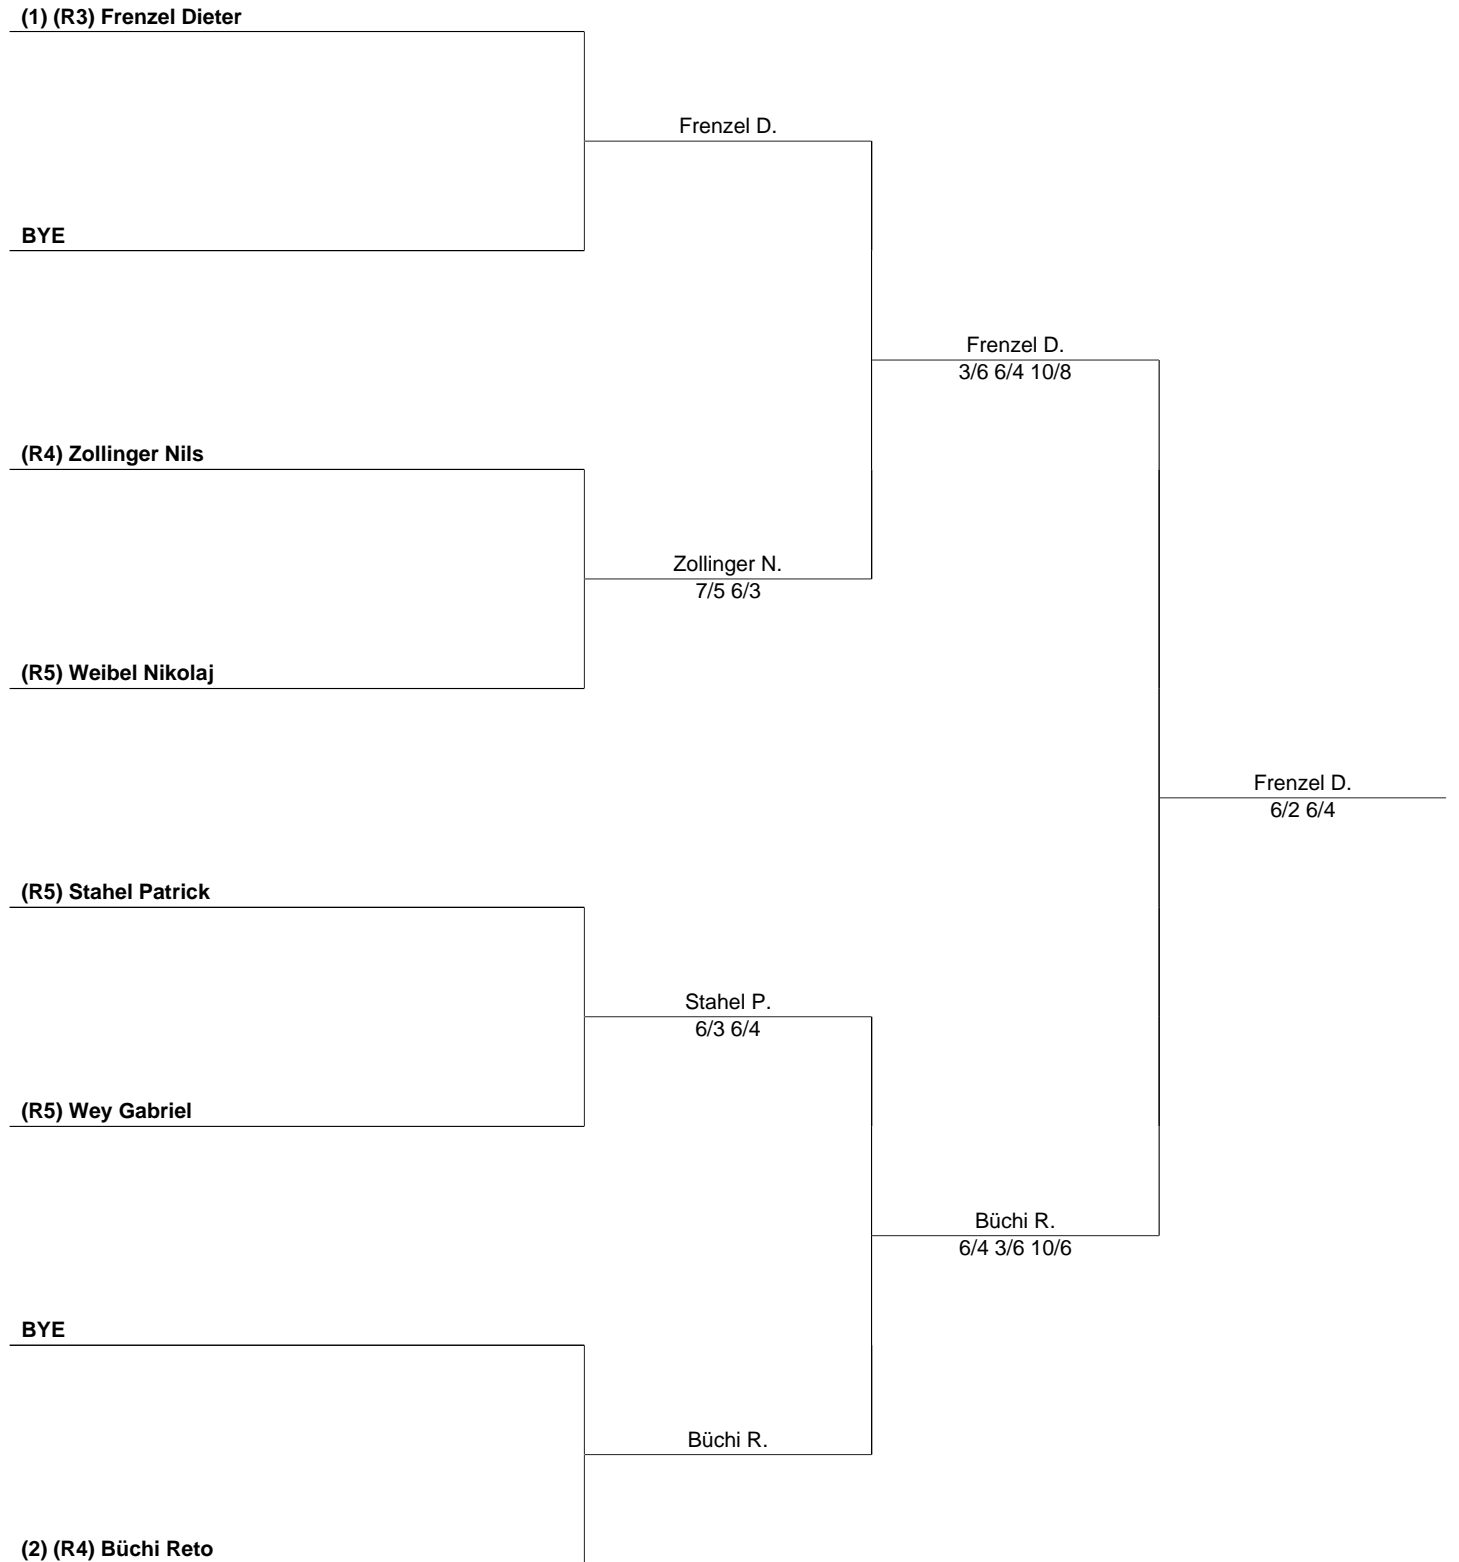 (1) (R3) Frenzel Dieter
Frenzel D.
BYE
Frenzel D.
3/6 6/4 10/8
(R4) Zollinger Nils
Zollinger N.
7/5 6/3
(R5) Weibel Nikolaj
Frenzel D.
6/2 6/4
(R5) Stahel Patrick
Stahel P.
6/3 6/4
(R5) Wey Gabriel
Büchi R.
6/4 3/6 10/6
BYE
Büchi R.
(2) (R4) Büchi Reto